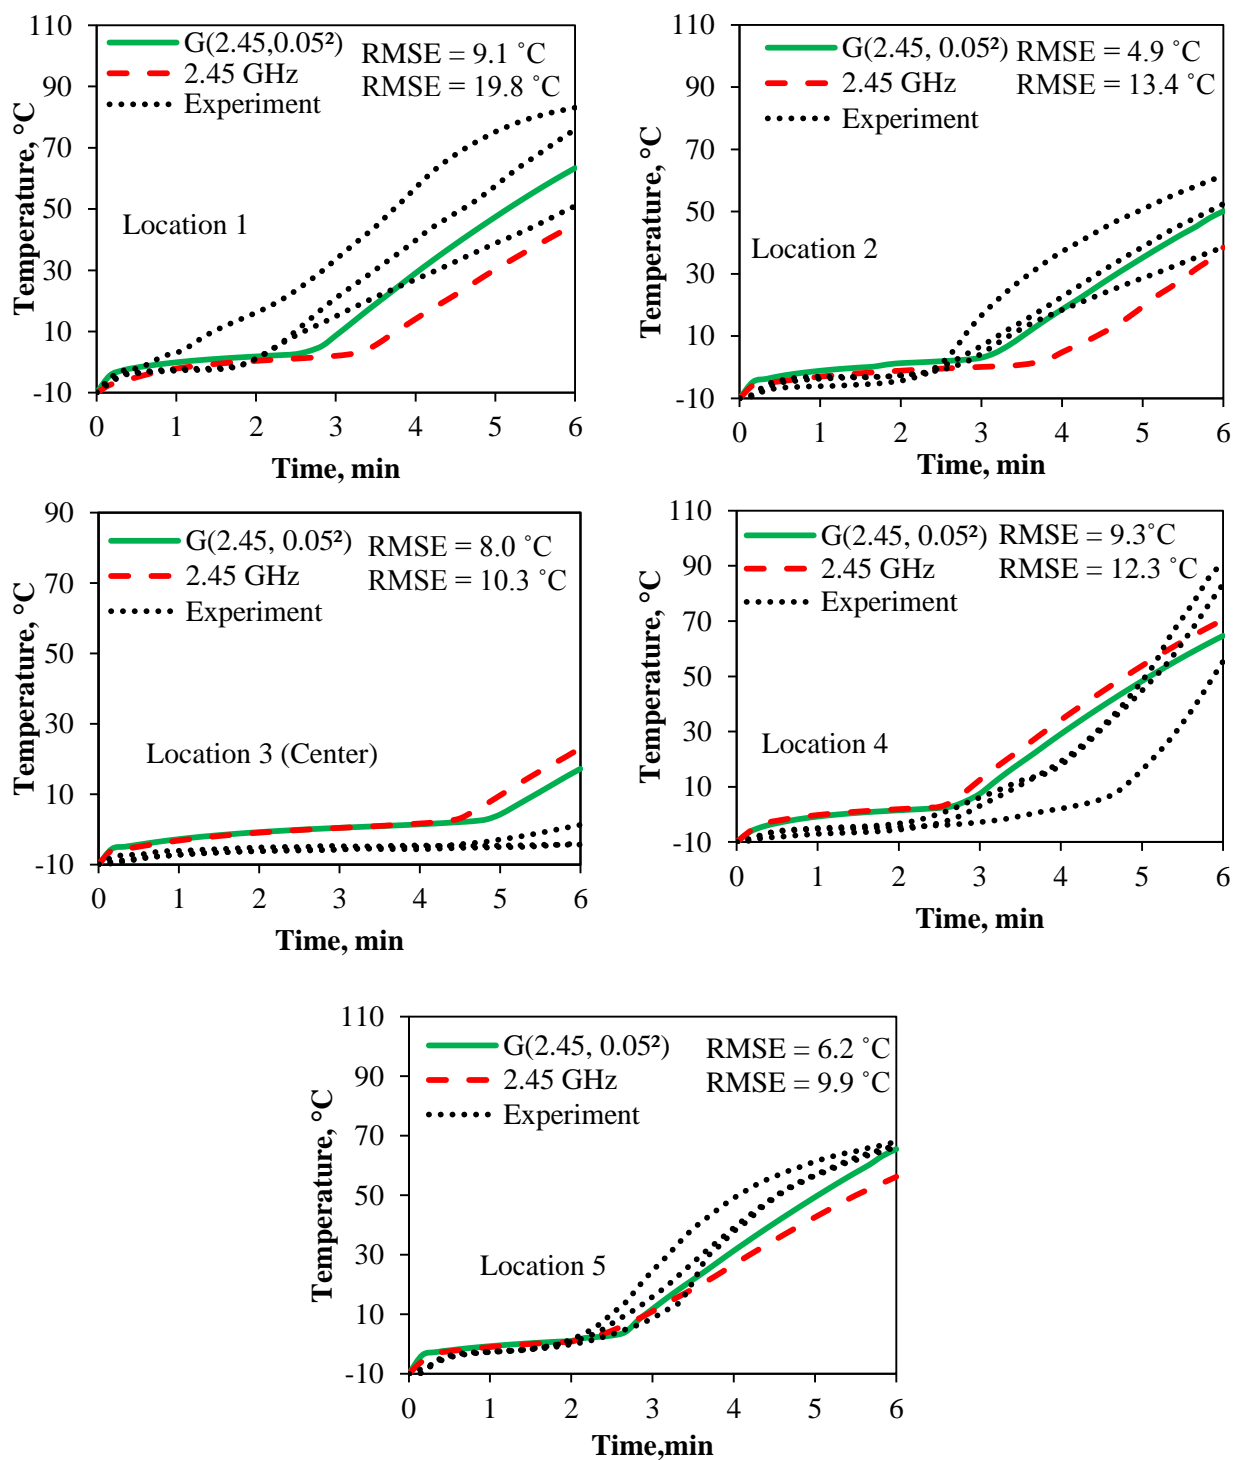 110
90
70
50
30
10
-10
0 1 2 3 4 5 6
Temperature, °C
Time, min
G(2.45,0.05²)
2.45 GHz
Experiment
RMSE = 9.1 ˚C
RMSE = 19.8 ˚C
Location 1
110
90
70
50
30
10
-10
0 1 2 3 4 5 6
Temperature, °C
Time, min
G(2.45, 0.05²)
2.45 GHz
Experiment
RMSE = 4.9 ˚C
RMSE = 13.4 ˚C
Location 2
90
70
50
30
10
-10
0 1 2 3 4 5 6
Temperature, °C
Time, min
G(2.45, 0.05²)
2.45 GHz
Experiment
RMSE = 8.0 ˚C
RMSE = 10.3 ˚C
Location 3 (Center)
110
90
70
50
30
10
-10
0 1 2 3 4 5 6
Temperature, °C
Time, min
G(2.45, 0.05²)
2.45 GHz
Experiment
RMSE = 9.3˚C
RMSE = 12.3 ˚C
Location 4
110
90
70
50
30
10
-10
0 1 2 3 4 5 6
Temperature, °C
Time,min
G(2.45, 0.05²)
2.45 GHz
Experiment
RMSE = 6.2 ˚C
RMSE = 9.9 ˚C
Location 5